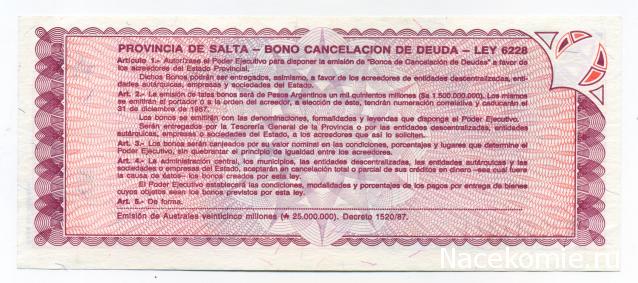 PROVINCIA DE SALTA – BONO CANCELACION DE DEUDA – LEY 6228
Artículo 1.- Autorízase el Poder Ejecutivo para disponer la emisión de "Bonos de Cancelación de Deudas" a favor de
los acreedores del Estado Provincial.
Dichos Bonos podrán ser entregados, asimismo, a favor de los acreedores de entidades descentralizadas, enti-
dades autárquicas, empresas y sociedades del Estado.
Art. 2.- La emisión de tales bonos será de Pesos Argentinos un mil quinientos millones ($a 1.500.000.000). Los mismos
se emitirán al portador o a la orden del acreedor, a elección de éste, tendrán numeración correlativa y caducarán el
31 de diciembre de 1987.
Los bonos se emitirán con las denominaciones, formalidades y leyendas que disponga el Poder Ejecutivo.
Serán entregados por la Tesorería General de la Provincia o por las entidades descentralizadas, entidades
autárquicas, empresas o sociedades del Estado, a los acreedores que así lo soliciten.
Art. 3.- Los bonos serán canjeados por su valor nominal en las condiciones, porcentajes y lugares que determine el
Poder Ejecutivo, sin quebrantar el principio de igualdad entre los acreedores.
Art. 4.- La administración central, los municipios, las entidades descentralizadas, las entidades autárquicas y las
sociedades o empresas del Estado, aceptarán en cancelación total o parcial de sus créditos en dinero -sea cual fuera
la causa de éstos- los bonos creados por esta ley.
El Poder Ejecutivo establecerá las condiciones, modalidades y porcentajes de los pagos por entrega de bienes
cuyos objetos sean los bonos previstos por esta ley.
Art. 5.- De forma.
Emisión de Australes veinticinco millones (₳ 25.000.000). Decreto 1520/87.
Nacekomie.ru